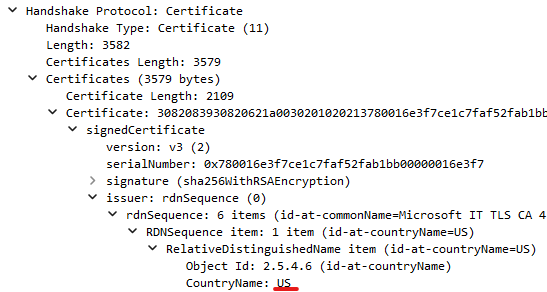 Handshake Protocol: Certificate
Handshake Type: Certificate (11)
Length: 3582
Certificates Length: 3579
Certificates (3579 bytes)
Certificate Length: 2109
Certificate: 3082083930820621a0030201020213780016e3f7ce1c7faf52fab1bb
signedCertificate
version: v3 (2)
serialNumber: 0x780016e3f7ce1c7faf52fab1bb00000016e3f7
signature (sha256WithRSAEncryption)
issuer: rdnSequence (0)
rdnSequence: 6 items (id-at-commonName=Microsoft IT TLS CA 4
RDNSequence item: 1 item (id-at-countryName=US)
RelativeDistinguishedName item (id-at-countryName=US)
Object Id: 2.5.4.6 (id-at-countryName)
CountryName: US